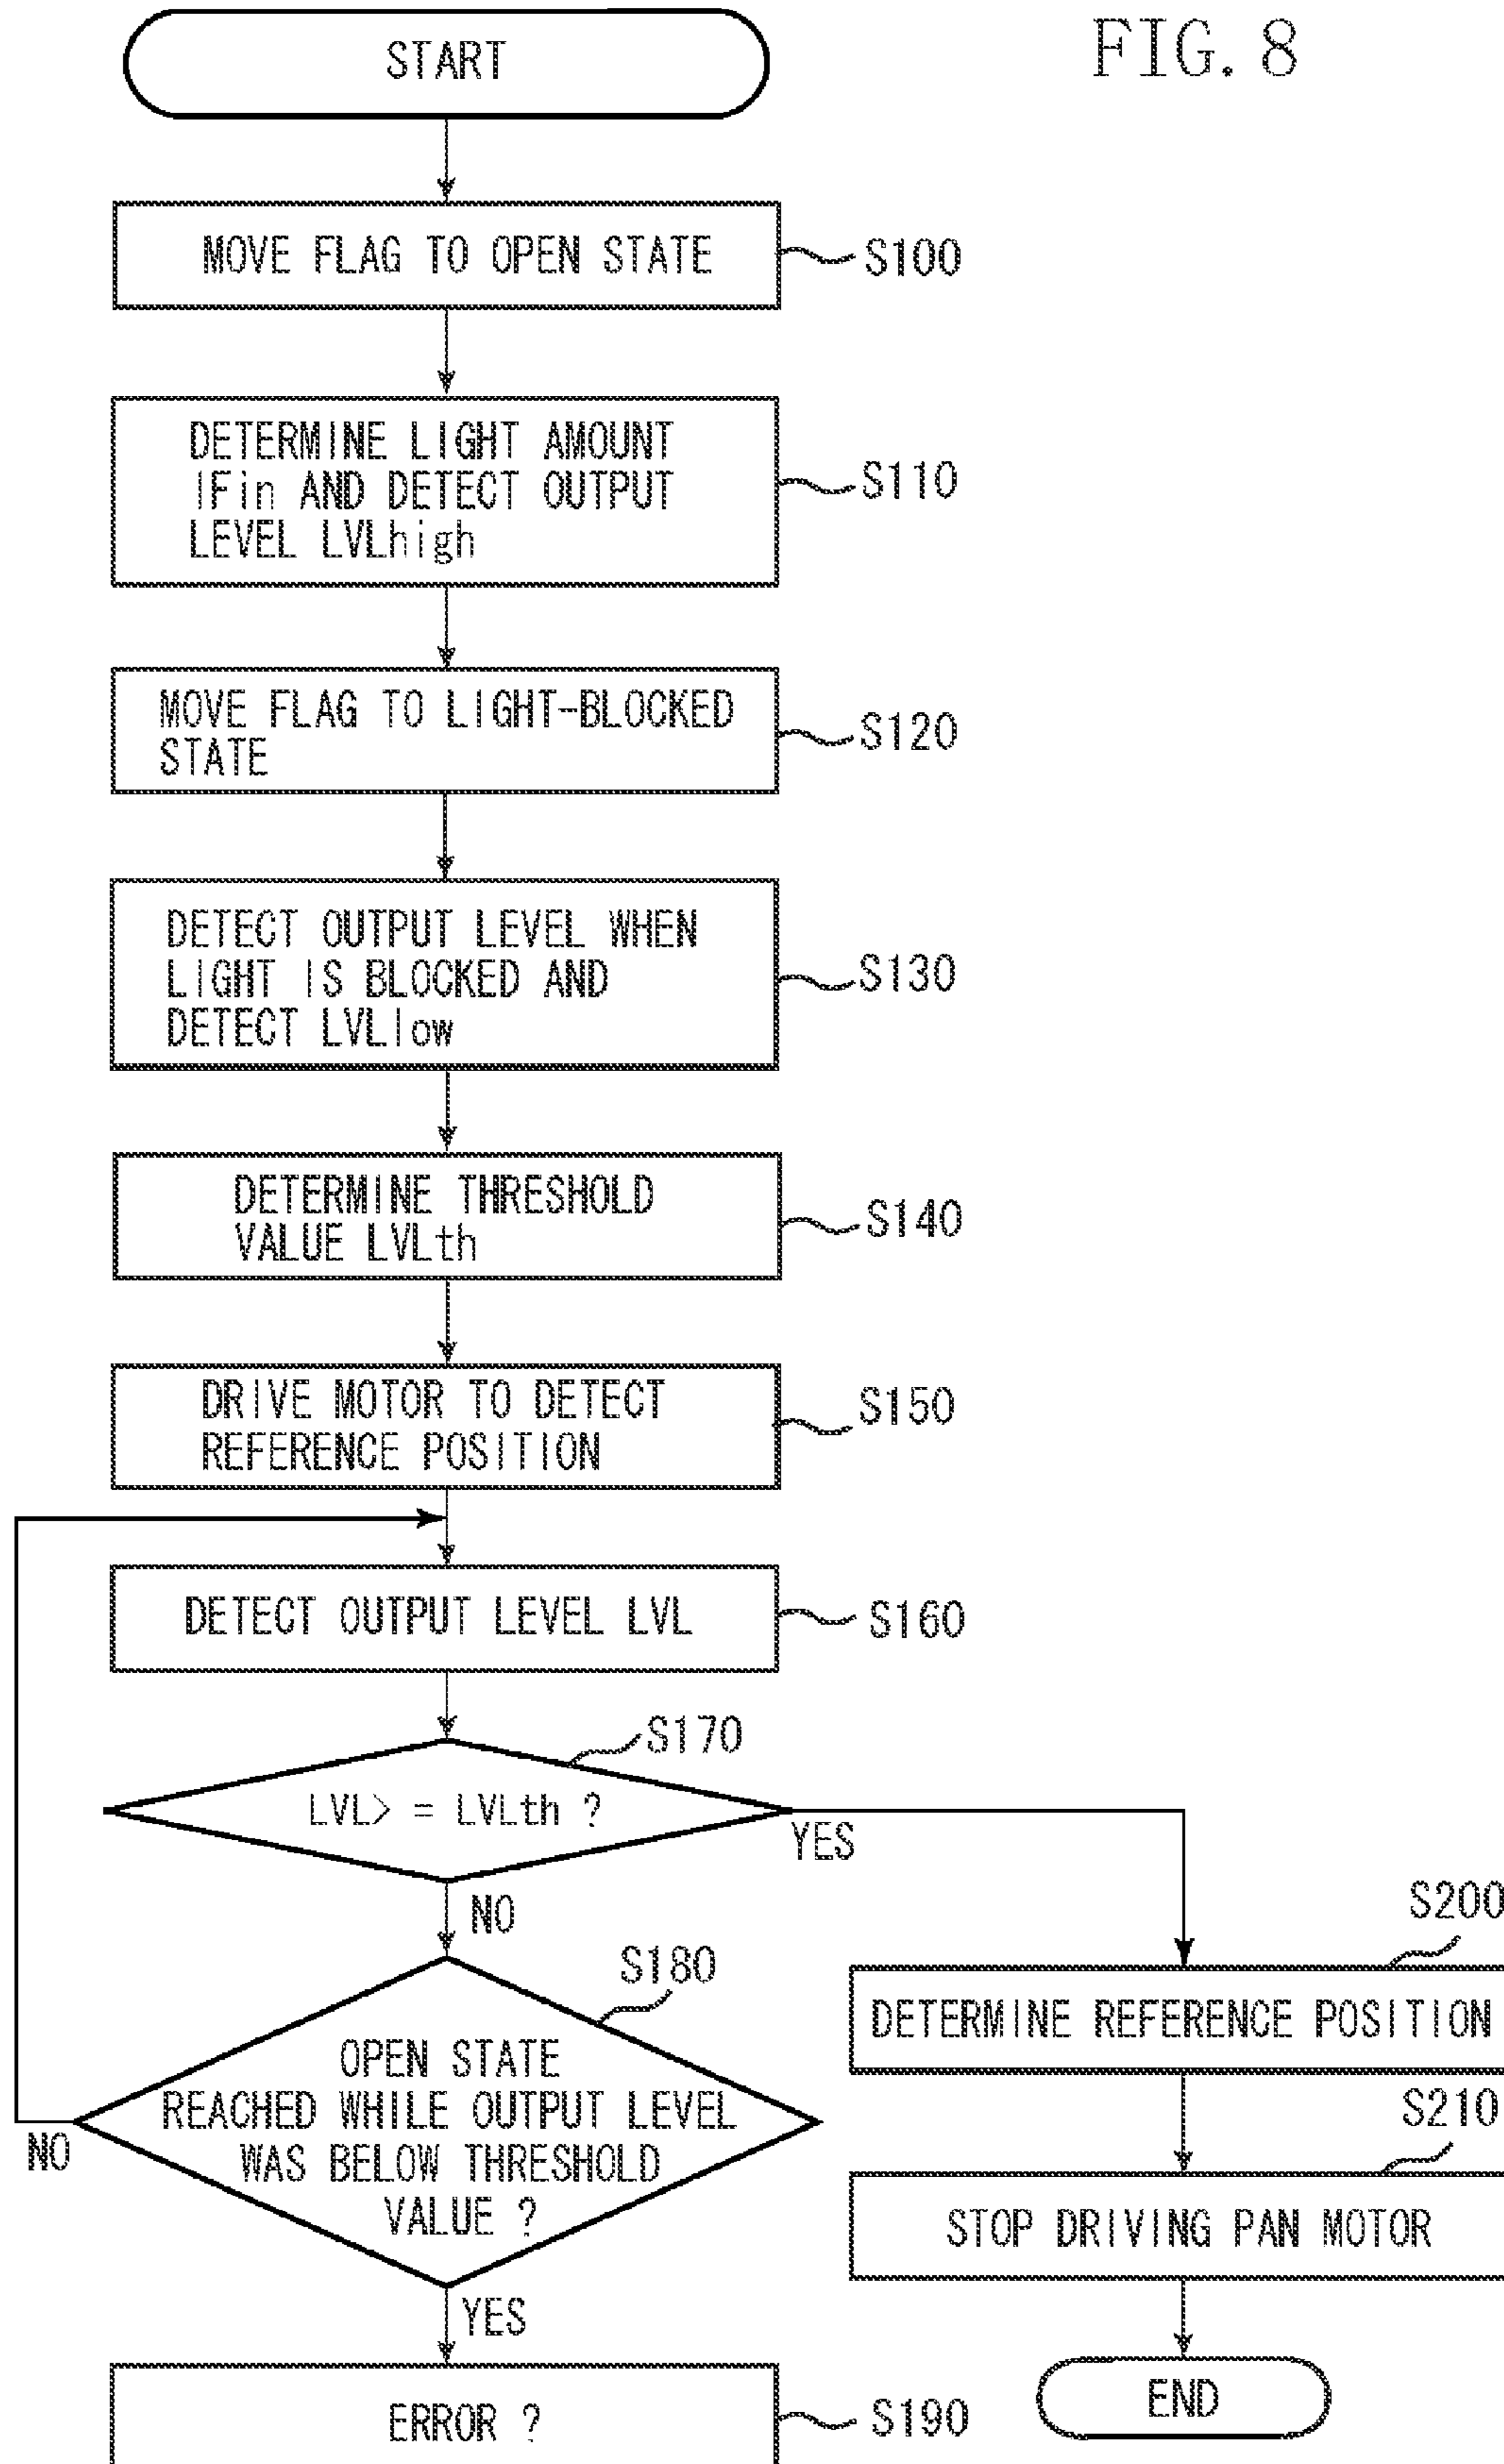 FIG. 8
START
MOVE FLAG TO OPEN STATE
S100
DETERMINE LIGHT AMOUNT
IFin AND DETECT OUTPUT
LEVEL LVLhigh
S110
MOVE FLAG TO LIGHT-BLOCKED
STATE
S120
DETECT OUTPUT LEVEL WHEN
LIGHT IS BLOCKED AND
DETECT LVLlow
S130
DETERMINE THRESHOLD
VALUE LVLth
S140
DRIVE MOTOR TO DETECT
REFERENCE POSITION
S150
DETECT OUTPUT LEVEL LVL
S160
S170
LVL> = LVLth ?
YES
NO
S180
OPEN STATE
REACHED WHILE OUTPUT LEVEL
WAS BELOW THRESHOLD
VALUE ?
NO
YES
ERROR ?
S190
S200
DETERMINE REFERENCE POSITION
S210
STOP DRIVING PAN MOTOR
END